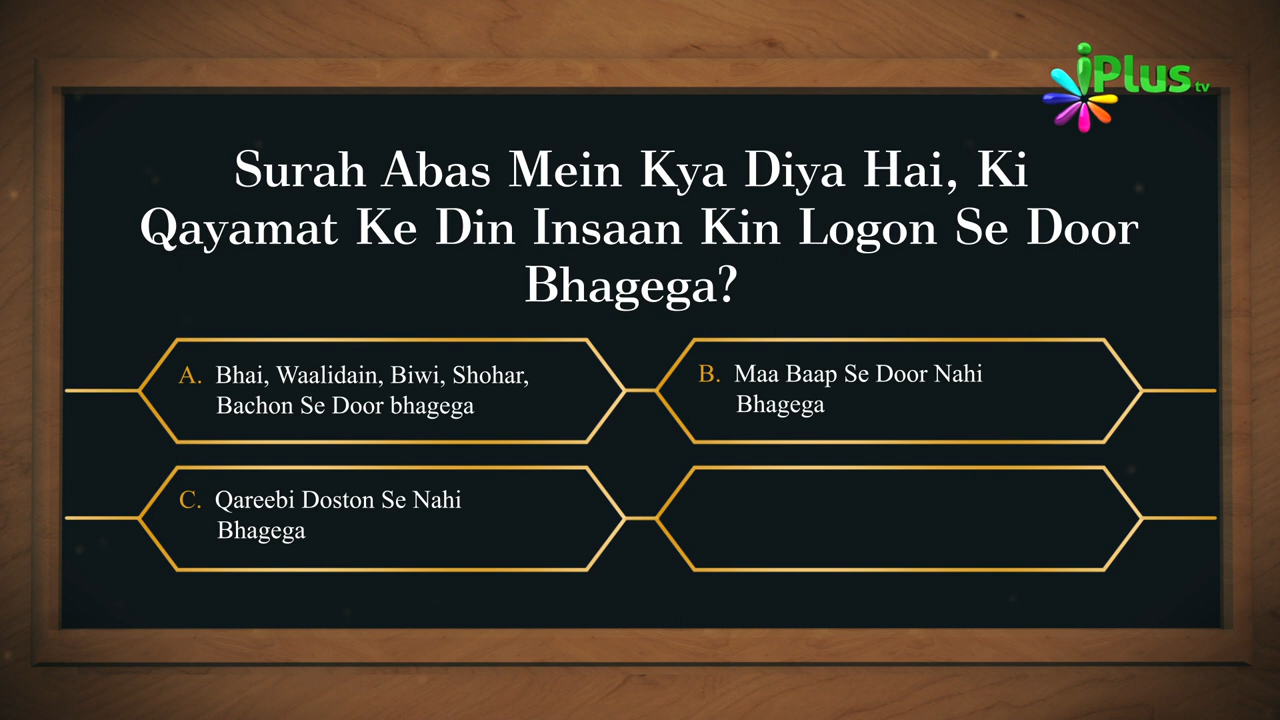 iPlus tv
Surah Abas Mein Kya Diya Hai, Ki
Qayamat Ke Din Insaan Kin Logon Se Door
Bhagega?
A. Bhai, Waalidain, Biwi, Shohar,
Bachon Se Door bhagega
B. Maa Baap Se Door Nahi
Bhagega
C. Qareebi Doston Se Nahi
Bhagega